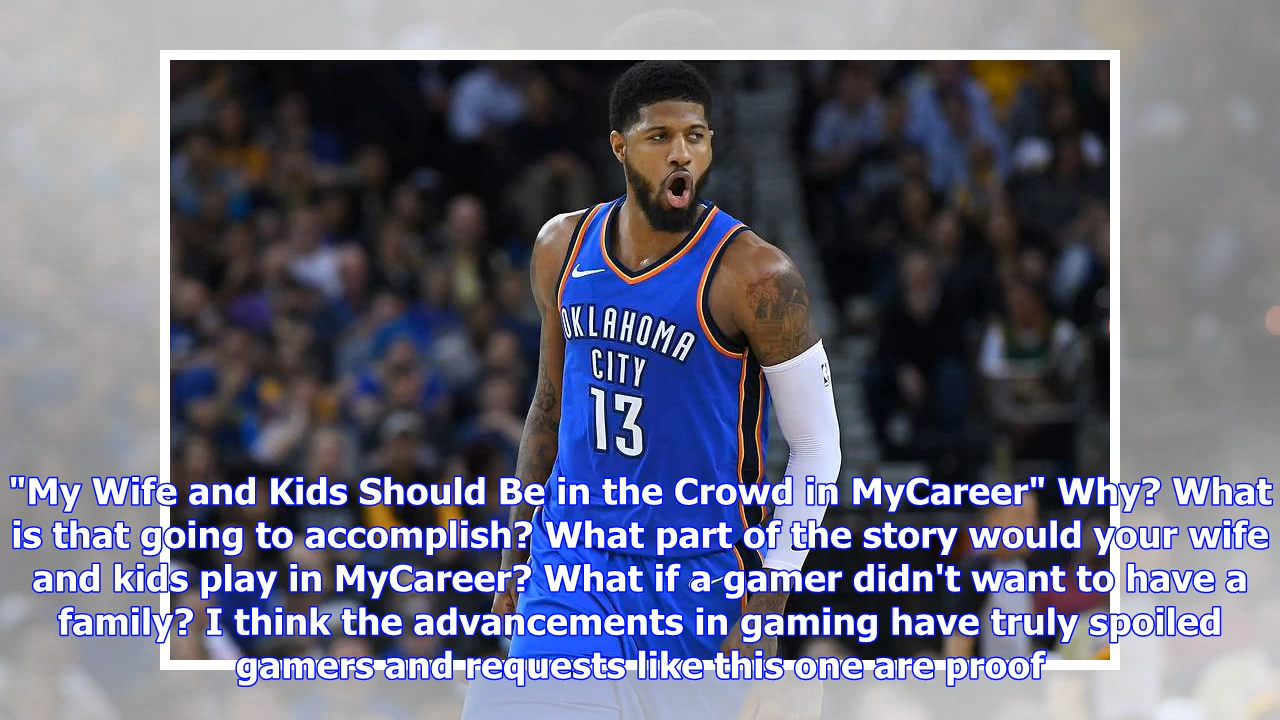 OKLAHOMA
CITY
13
"My Wife and Kids Should Be in the Crowd in MyCareer" Why? What
is that going to accomplish? What part of the story would your wife
and kids play in MyCareer? What if a gamer didn't want to have a
family? I think the advancements in gaming have truly spoiled
gamers and requests like this one are proof